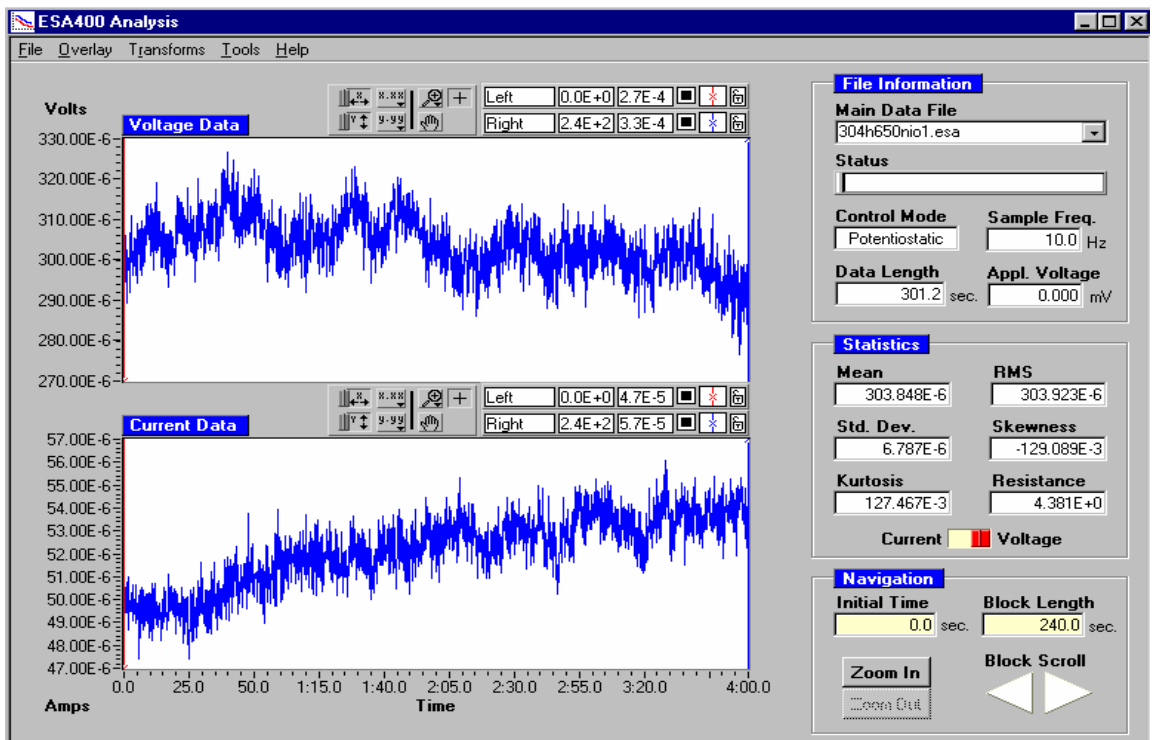 ESA400 Analysis
File Overlay Transforms Tools Help
Volts
Voltage Data
x.xx
y.yy
Left 0.0E+0 2.7E-4
Right 2.4E+2 3.3E-4
330.00E-6
320.00E-6
310.00E-6
300.00E-6
290.00E-6
280.00E-6
270.00E-6
Current Data
x.xx
y.yy
Left 0.0E+0 4.7E-5
Right 2.4E+2 5.7E-5
57.00E-6
56.00E-6
55.00E-6
54.00E-6
53.00E-6
52.00E-6
51.00E-6
50.00E-6
49.00E-6
48.00E-6
47.00E-6
0.0 25.0 50.0 1:15.0 1:40.0 2:05.0 2:30.0 2:55.0 3:20.0 4:00.0
Amps
Time
File Information
Main Data File
304h650nio1.esa
Status
Control Mode Sample Freq.
Potentiostatic 10.0 Hz
Data Length Appl. Voltage
301.2 sec. 0.000 mV
Statistics
Mean RMS
303.848E-6 303.923E-6
Std. Dev. Skewness
6.787E-6 -129.089E-3
Kurtosis Resistance
127.467E-3 4.381E+0
Current Voltage
Navigation
Initial Time Block Length
0.0 sec. 240.0 sec.
Zoom In
Block Scroll
Zoom Out